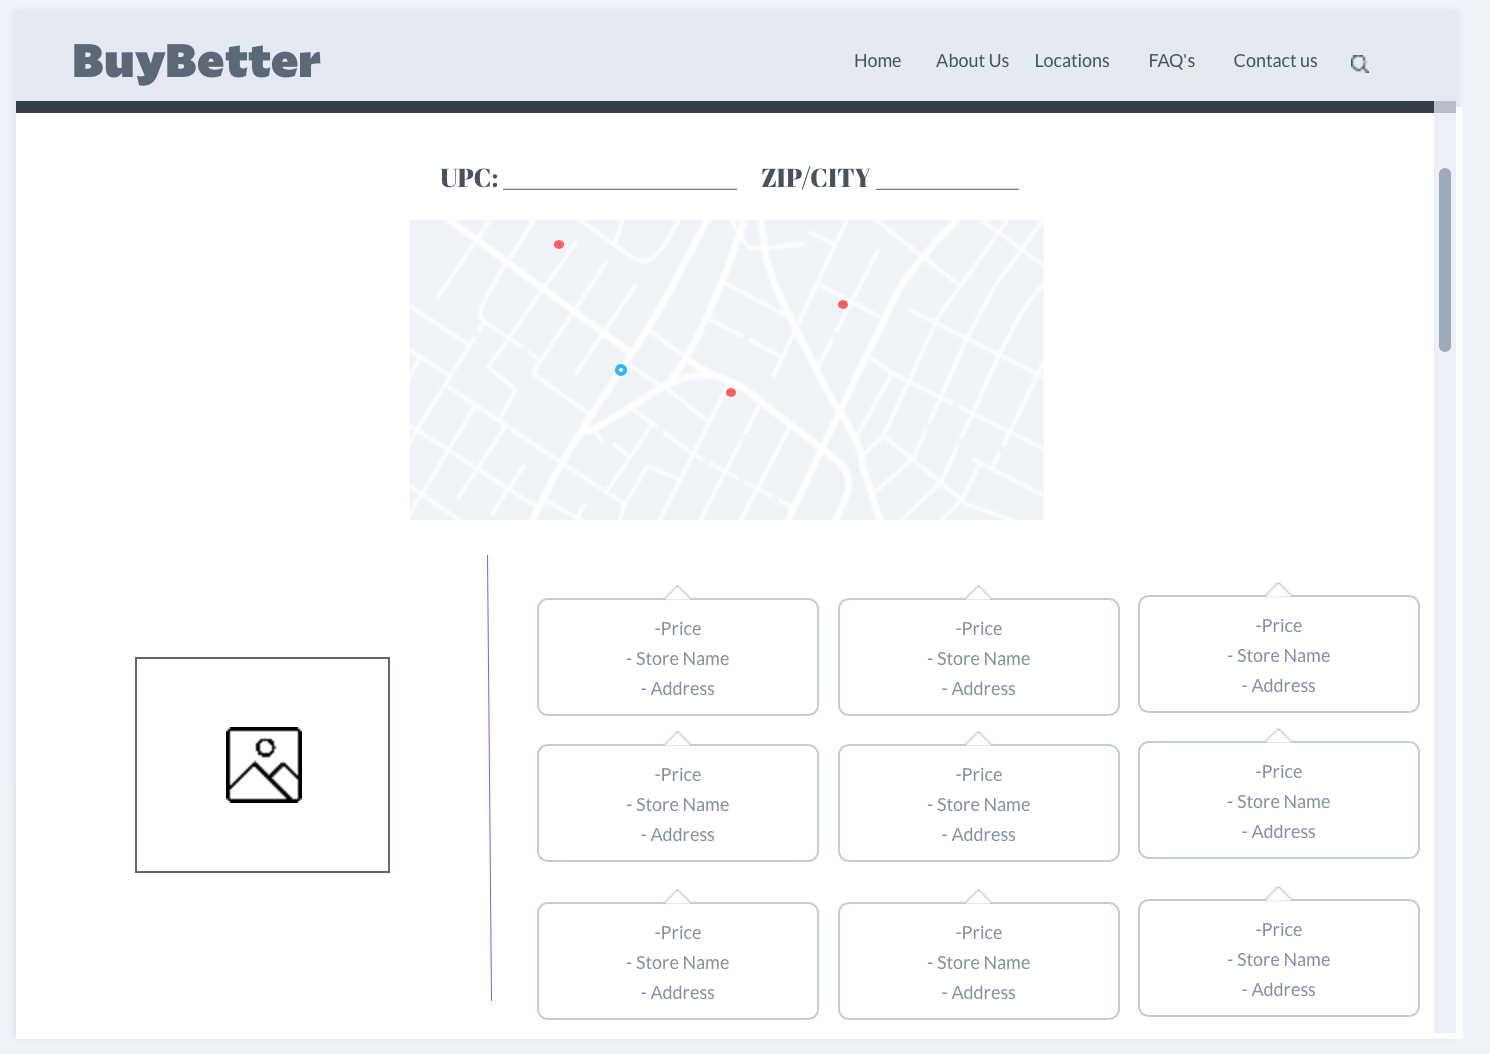 BuyBetter
Home About Us Locations FAQ's Contact us
UPC: ____________________ ZIP/CITY ____________
-Price
- Store Name
- Address
-Price
- Store Name
- Address
-Price
- Store Name
- Address
-Price
- Store Name
- Address
-Price
- Store Name
- Address
-Price
- Store Name
- Address
-Price
- Store Name
- Address
-Price
- Store Name
- Address
-Price
- Store Name
- Address